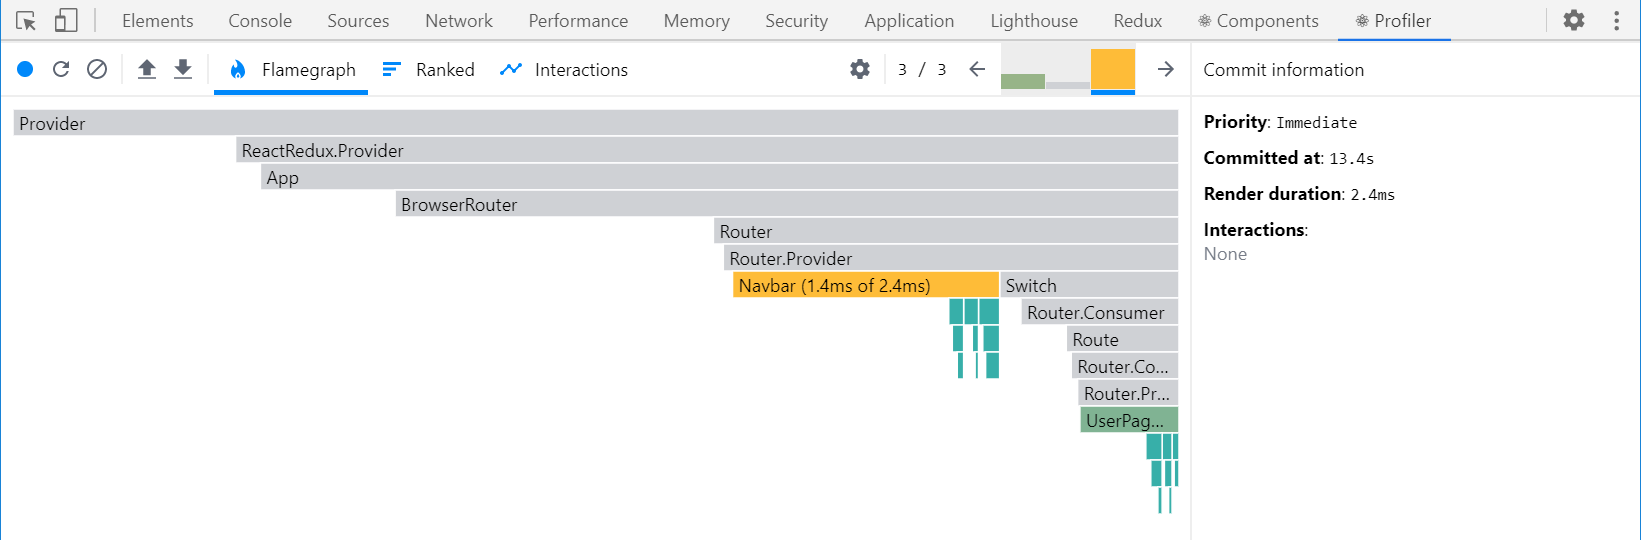 Elements Console Sources Network Performance Memory Security Application Lighthouse Redux ⚛ Components ⚛ Profiler
Flamegraph Ranked Interactions 3 / 3 Commit information
Provider
Priority: Immediate
ReactRedux.Provider
Committed at: 13.4s
App
Render duration: 2.4ms
BrowserRouter
Interactions:
Router
None
Router.Provider
Navbar (1.4ms of 2.4ms) Switch
Router.Consumer
Route
Router.Co...
Router.Pr...
UserPag...